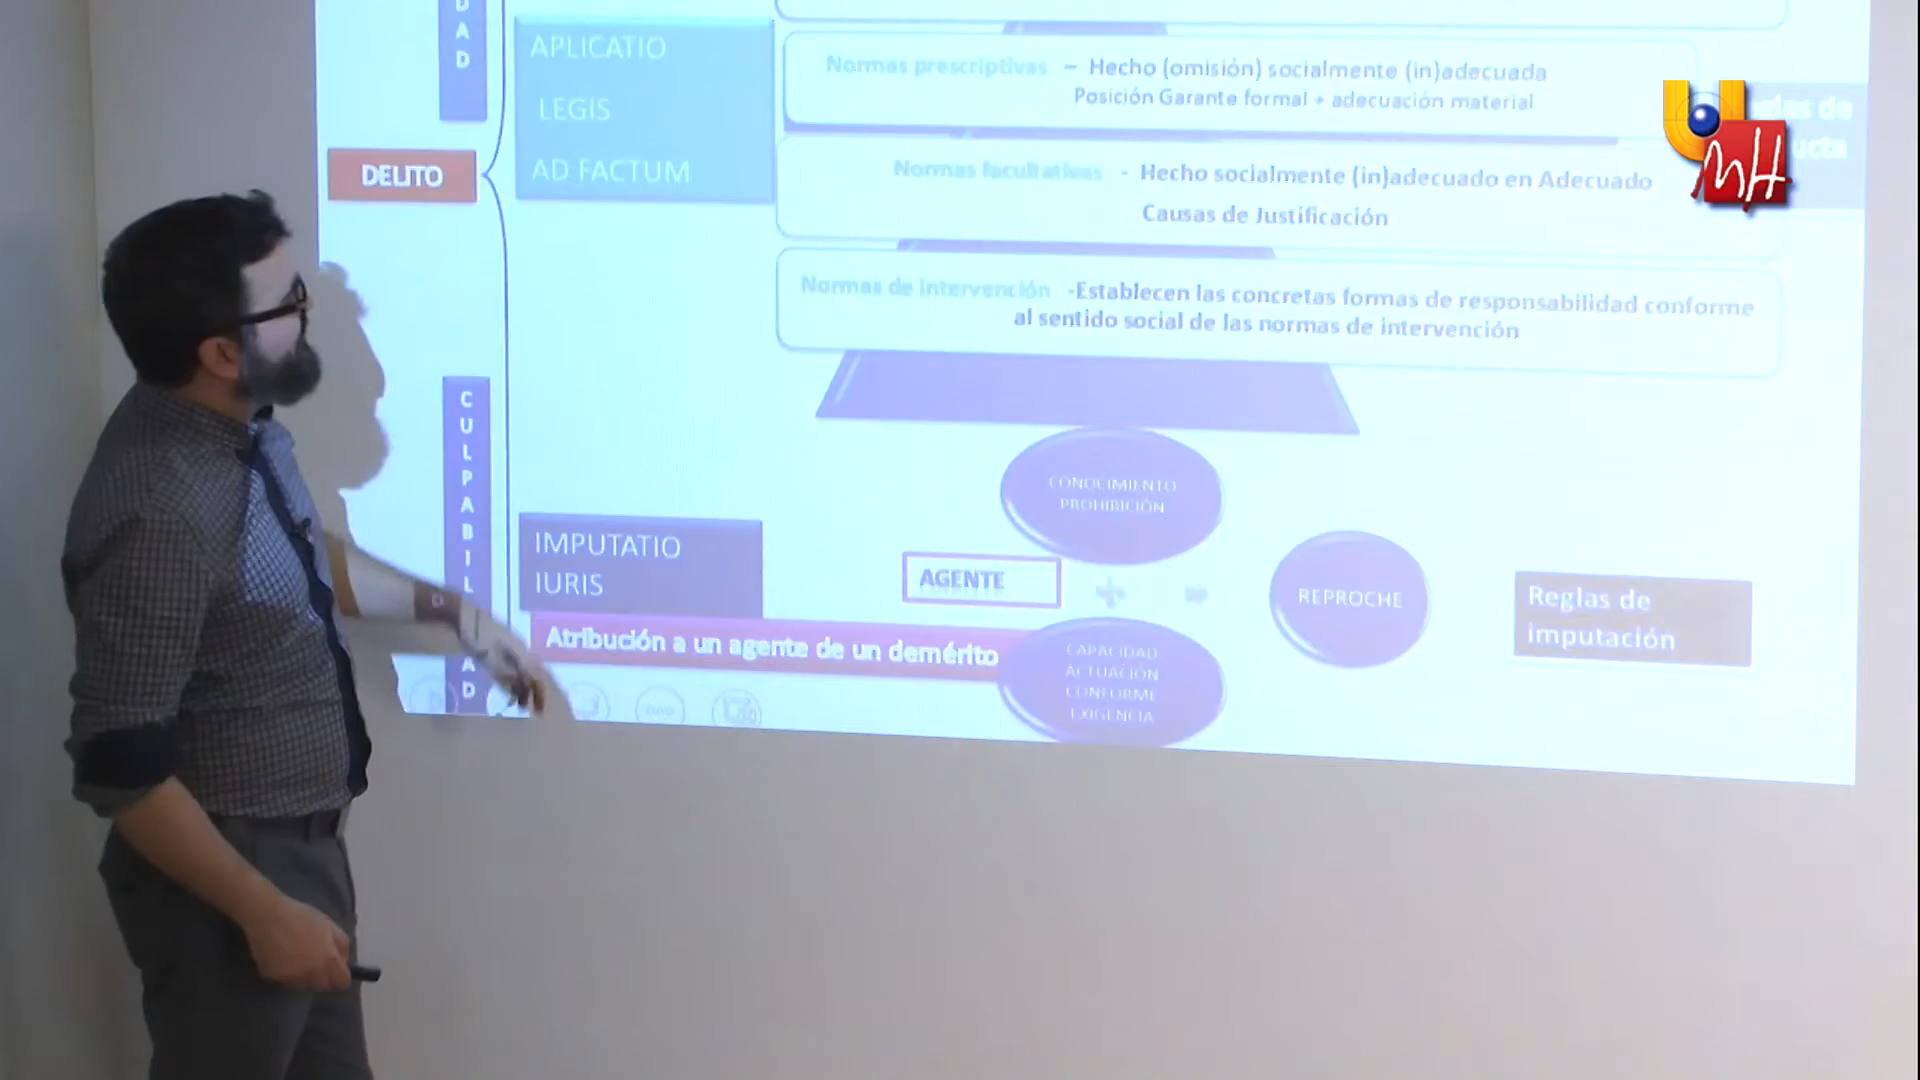 D
A
D
APLICATIO
LEGIS
AD FACTUM
DELITO
Normas prescriptivas – Hecho (omisión) socialmente (in)adecuada
Posición Garante formal + adecuación material
Normas facultativas - Hecho socialmente (in)adecuado en Adecuado
Causas de Justificación
Normas de intervención -Establecen las concretas formas de responsabilidad conforme
al sentido social de las normas de intervención
de
UMH
C
U
L
P
A
B
I
L
A
D
IMPUTATIO
IURIS
Atribución a un agente de un demérito
CONOCIMIENTO
PROHIBICIÓN
AGENTE
CAPACIDAD
ACTUACIÓN
CONFORME
EXIGENCIA
REPROCHE
Reglas de
imputación